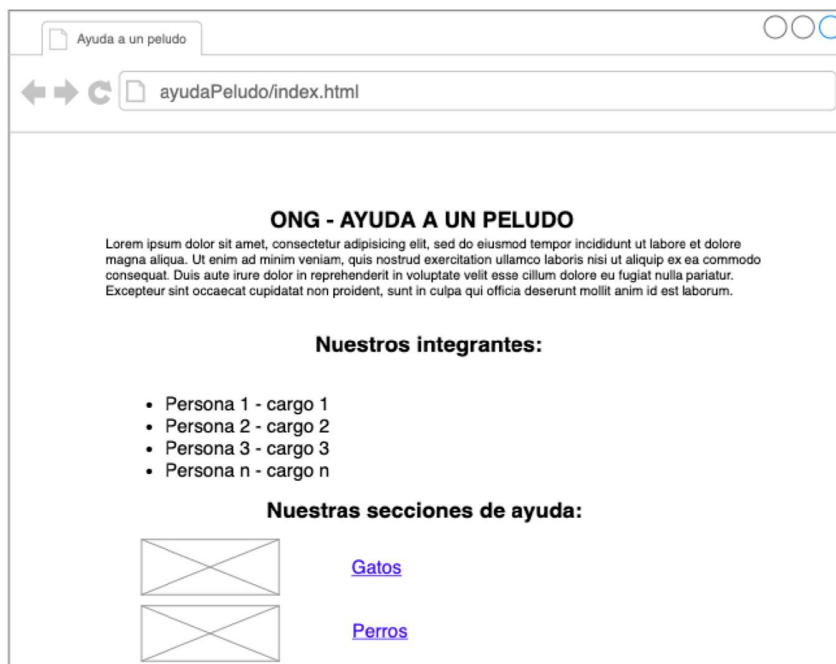 Ayuda a un peludo
ayudaPeludo/index.html
ONG - AYUDA A UN PELUDO
Lorem ipsum dolor sit amet, consectetur adipisicing elit, sed do eiusmod tempor incididunt ut labore et dolore
magna aliqua. Ut enim ad minim veniam, quis nostrud exercitation ullamco laboris nisi ut aliquip ex ea commodo
consequat. Duis aute irure dolor in reprehenderit in voluptate velit esse cillum dolore eu fugiat nulla pariatur.
Excepteur sint occaecat cupidatat non proident, sunt in culpa qui officia deserunt mollit anim id est laborum.
Nuestros integrantes:
• Persona 1 - cargo 1
• Persona 2 - cargo 2
• Persona 3 - cargo 3
• Persona n - cargo n
Nuestras secciones de ayuda:
Gatos
Perros